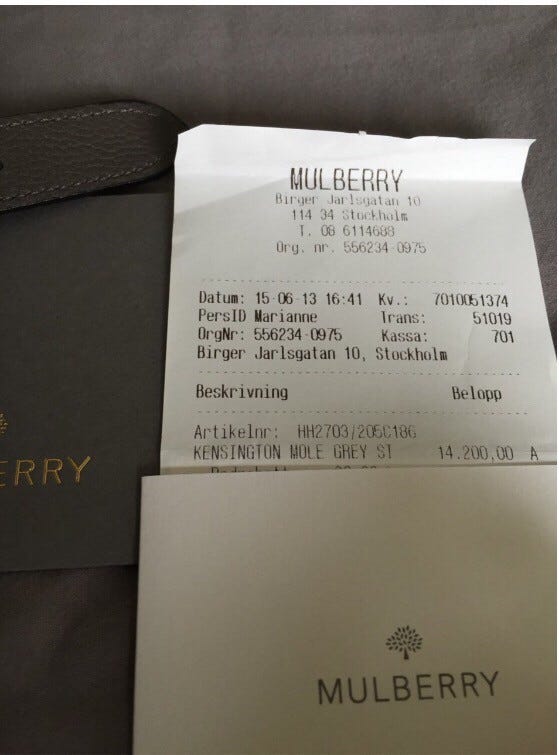 MULBERRY
Birger Jarlsgatan 10
114 34 Stockholm
T. 08 6114688
Org. nr. 556234-0975
Datum: 15-06-13 16:41 Kv.: 7010051374
PersID Marianne Trans: 51019
OrgNr: 556234-0975 Kassa: 701
Birger Jarlsgatan 10, Stockholm
Beskrivning Belopp
Artikelnr: HH2703/205C186
KENSINGTON MOLE GREY ST 14.200,00 A
ERRY
MULBERRY